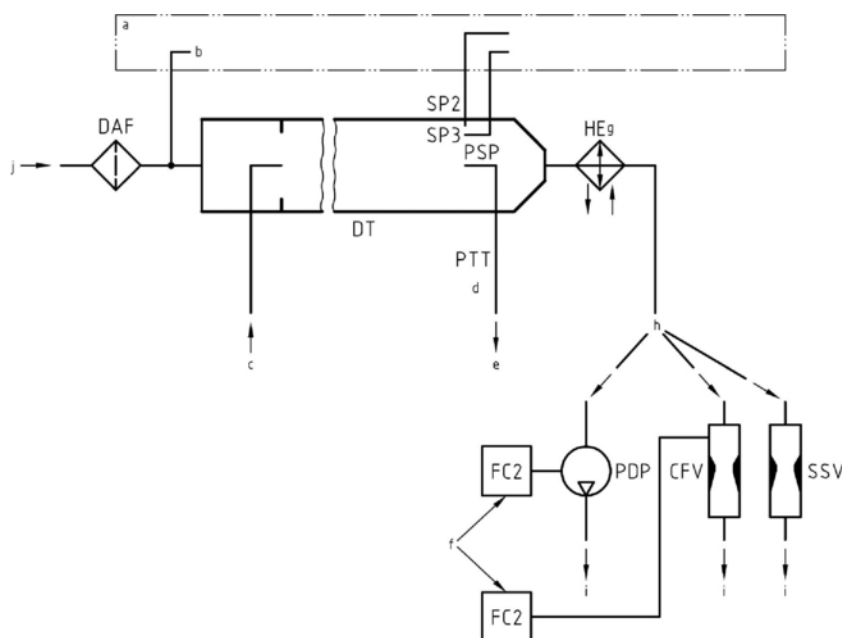 a
b
SP2
DAF
SP3
HEg
j
PSP
DT
PTT
d
h
c
e
FC2
PDP
CFV
SSV
f
i
i
i
FC2